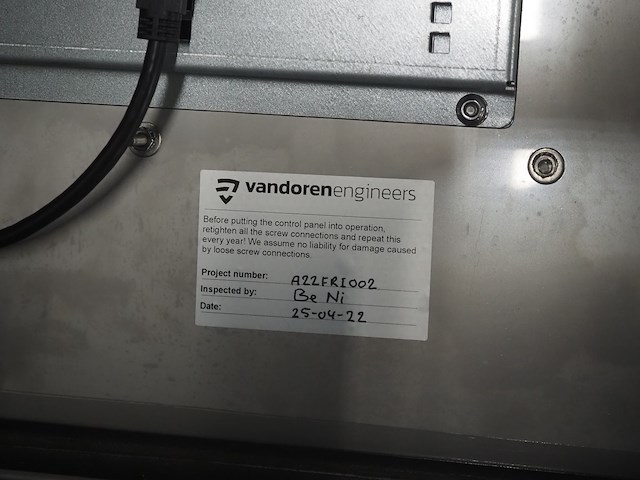 vandorenengineers
Before putting the control panel into operation,
retighten all the screw connections and repeat this
every year! We assume no liability for damage caused
by loose screw connections.
Project number: A22FRI002
Inspected by: Be Ni
Date: 25-04-22